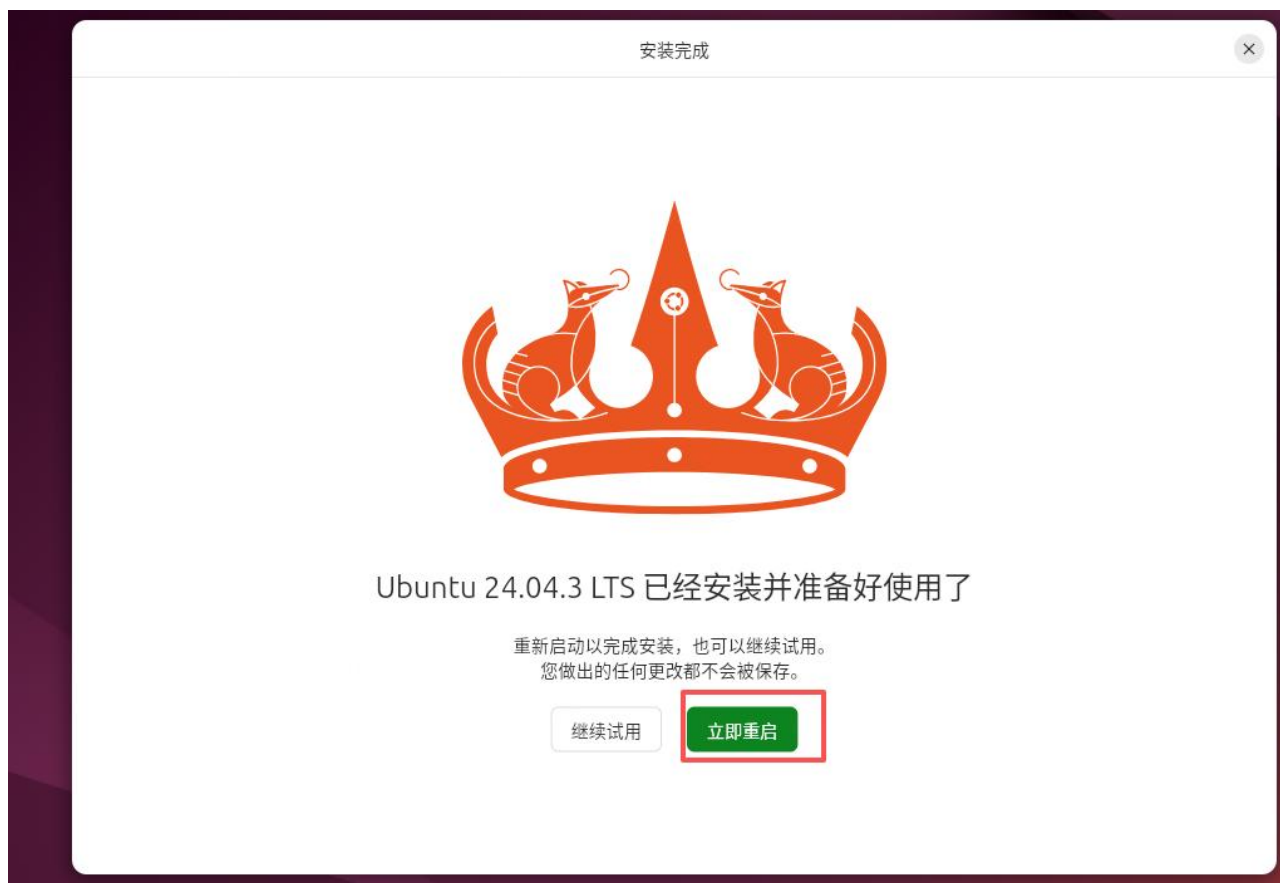 安装完成
Ubuntu 24.04.3 LTS 已经安装并准备好使用了
重新启动以完成安装，也可以继续试用。
您做出的任何更改都不会被保存。
继续试用
立即重启